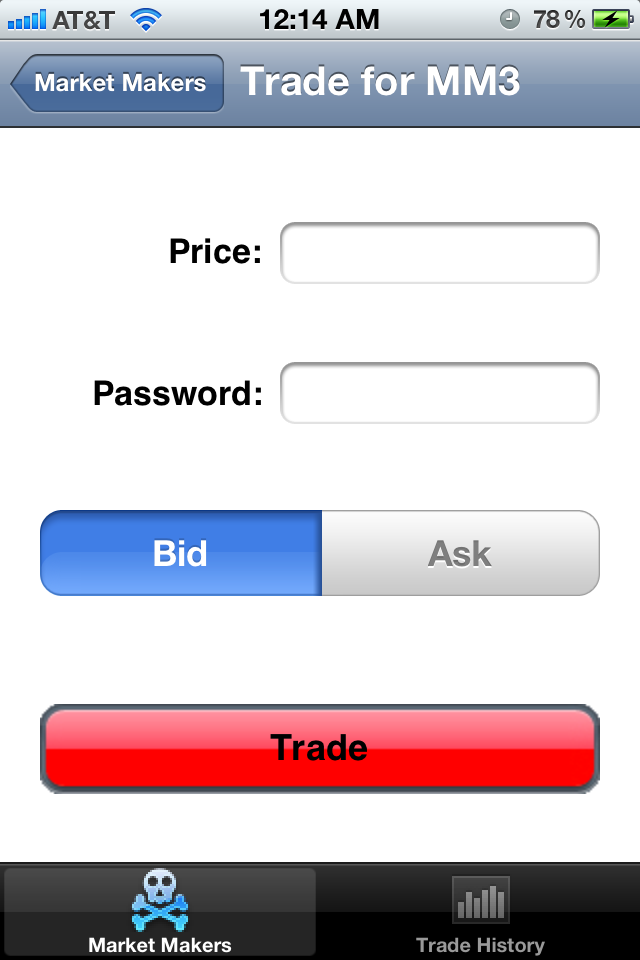 AT&T 12:14 AM 78%
Market Makers Trade for MM3
Price:
Password:
Bid Ask
Trade
Market Makers Trade History